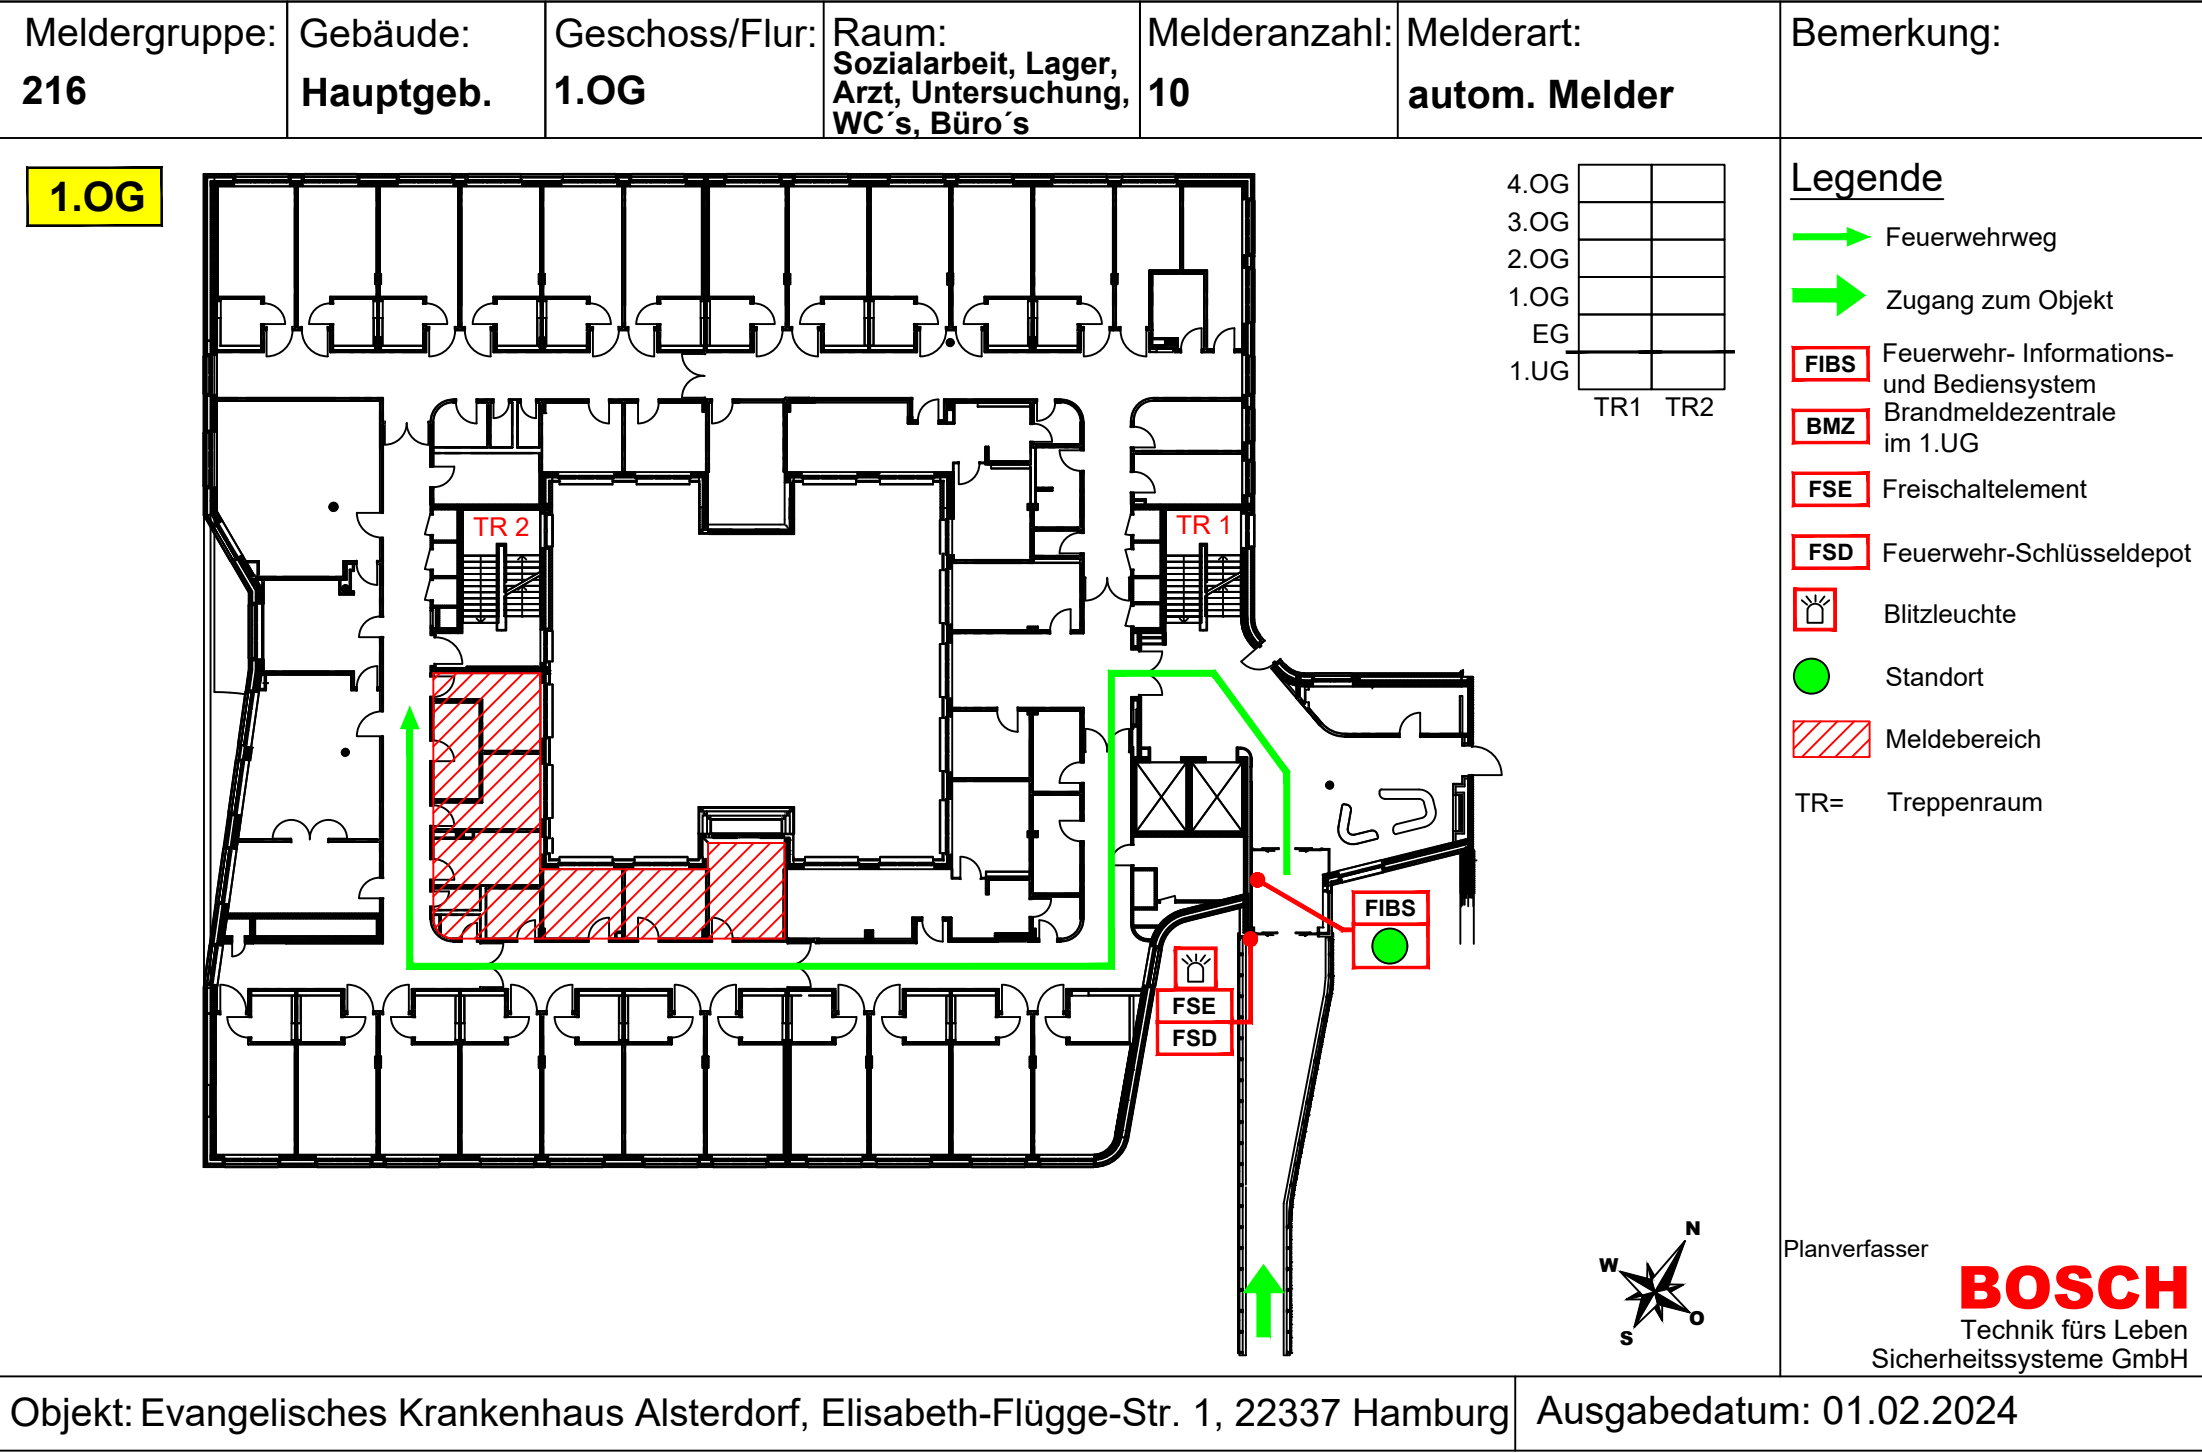 Meldergruppe:
216
Gebäude:
Hauptgeb.
Geschoss/Flur:
1.OG
Raum:
Sozialarbeit, Lager,
Arzt, Untersuchung,
WC´s, Büro´s
Melderanzahl:
10
Melderart:
autom. Melder
Bemerkung:
1.OG
4.OG
3.OG
2.OG
1.OG
EG
1.UG
TR1 TR2
TR 2
TR 1
FIBS
FSE
FSD
N
W
O
S
Legende
Feuerwehrweg
Zugang zum Objekt
FIBS Feuerwehr- Informations-
und Bediensystem
BMZ Brandmeldezentrale
im 1.UG
FSE Freischaltelement
FSD Feuerwehr-Schlüsseldepot
Blitzleuchte
Standort
Meldebereich
TR= Treppenraum
Planverfasser
BOSCH
Technik fürs Leben
Sicherheitssysteme GmbH
Objekt: Evangelisches Krankenhaus Alsterdorf, Elisabeth-Flügge-Str. 1, 22337 Hamburg
Ausgabedatum: 01.02.2024